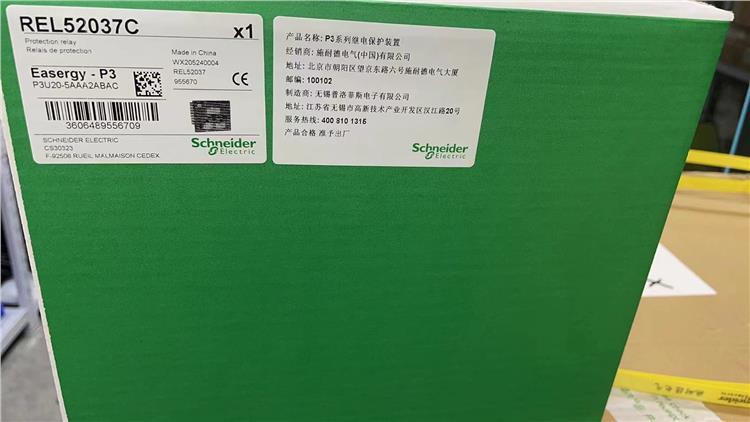 REL52037C
x1
Protection relay
Relais de protection
Made in China
WX205240004
REL52037
955670
Easergy - P3
P3U20-5AAA2ABAC
CE
3606489556709
SCHNEIDER ELECTRIC
CS30323
F-92506 RUEIL MALMAISON CEDEX
Schneider
Electric
产品名称: P3系列继电保护装置
经销商: 施耐德电气(中国)有限公司
地址: 北京市朝阳区望京东路六号施耐德电气大厦
邮编: 100102
制造商: 无锡普洛菲斯电子有限公司
地址: 江苏省无锡市高新技术产业开发区汉江路20号
服务热线: 400 810 1315
产品合格 准予出厂
Schneider
Electric
Schneider